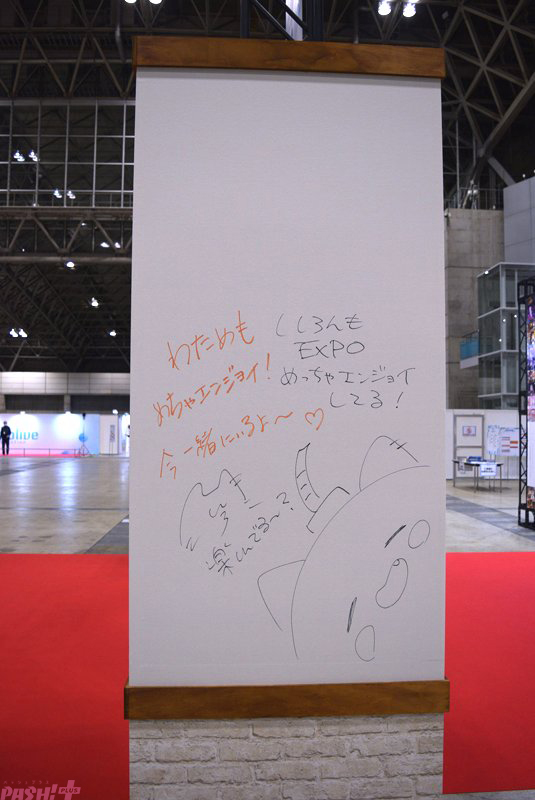 わためも
めちゃエンジョイ！
今一緒にいるよ～♡
ししろんも
EXPO
めっちゃエンジョイ
してる！
楽しんでる～？
live
PASH!
PLUS